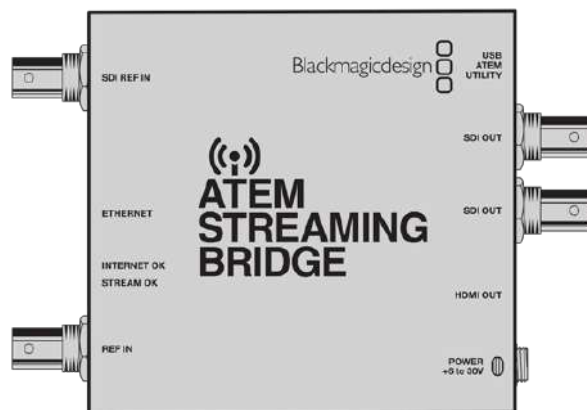 SDI REF IN
ETHERNET
INTERNET OK
STREAM OK
REF IN
Blackmagicdesign
ATEM
STREAMING
BRIDGE
USB
ATEM
UTILITY
SDI OUT
SDI OUT
HDMI OUT
POWER
+5 to 30V